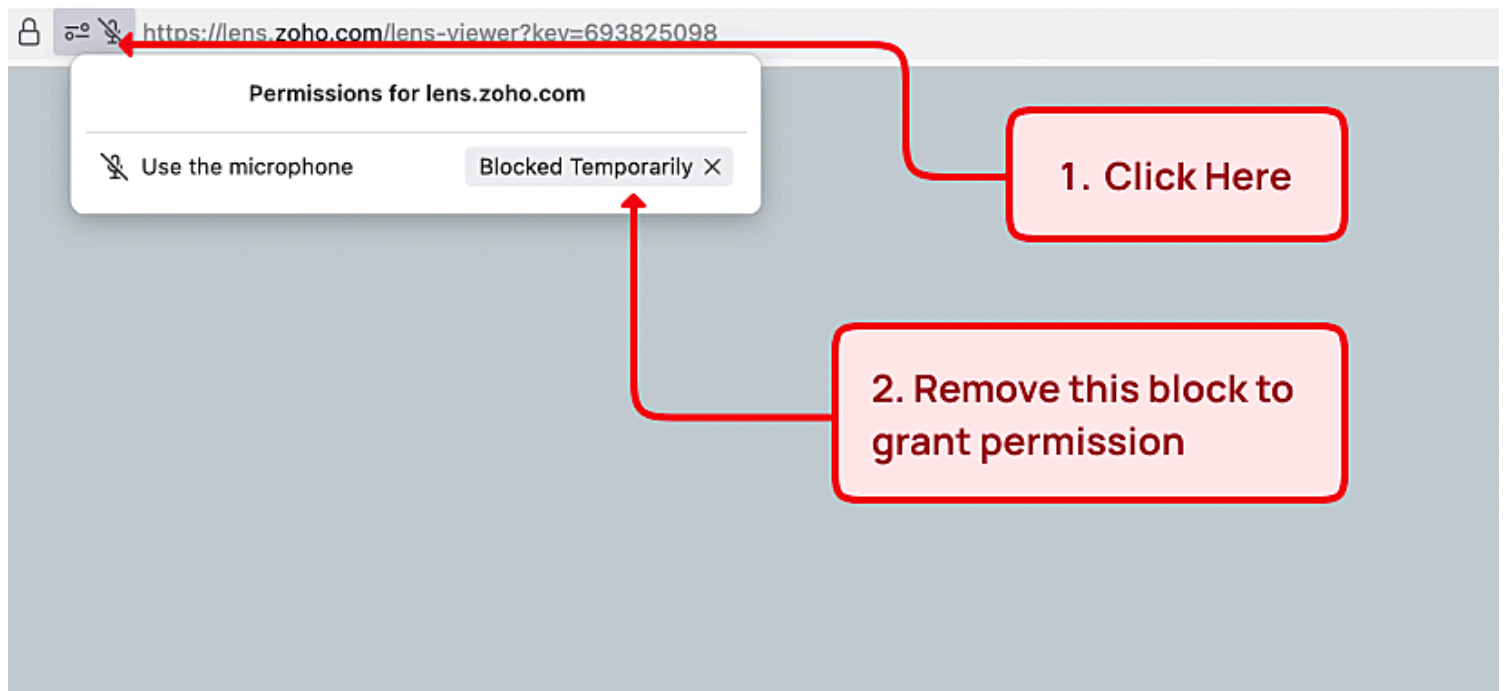 https://lens.zoho.com/lens-viewer?key=693825098
Permissions for lens.zoho.com
Use the microphone
Blocked Temporarily
1. Click Here
2. Remove this block to
grant permission